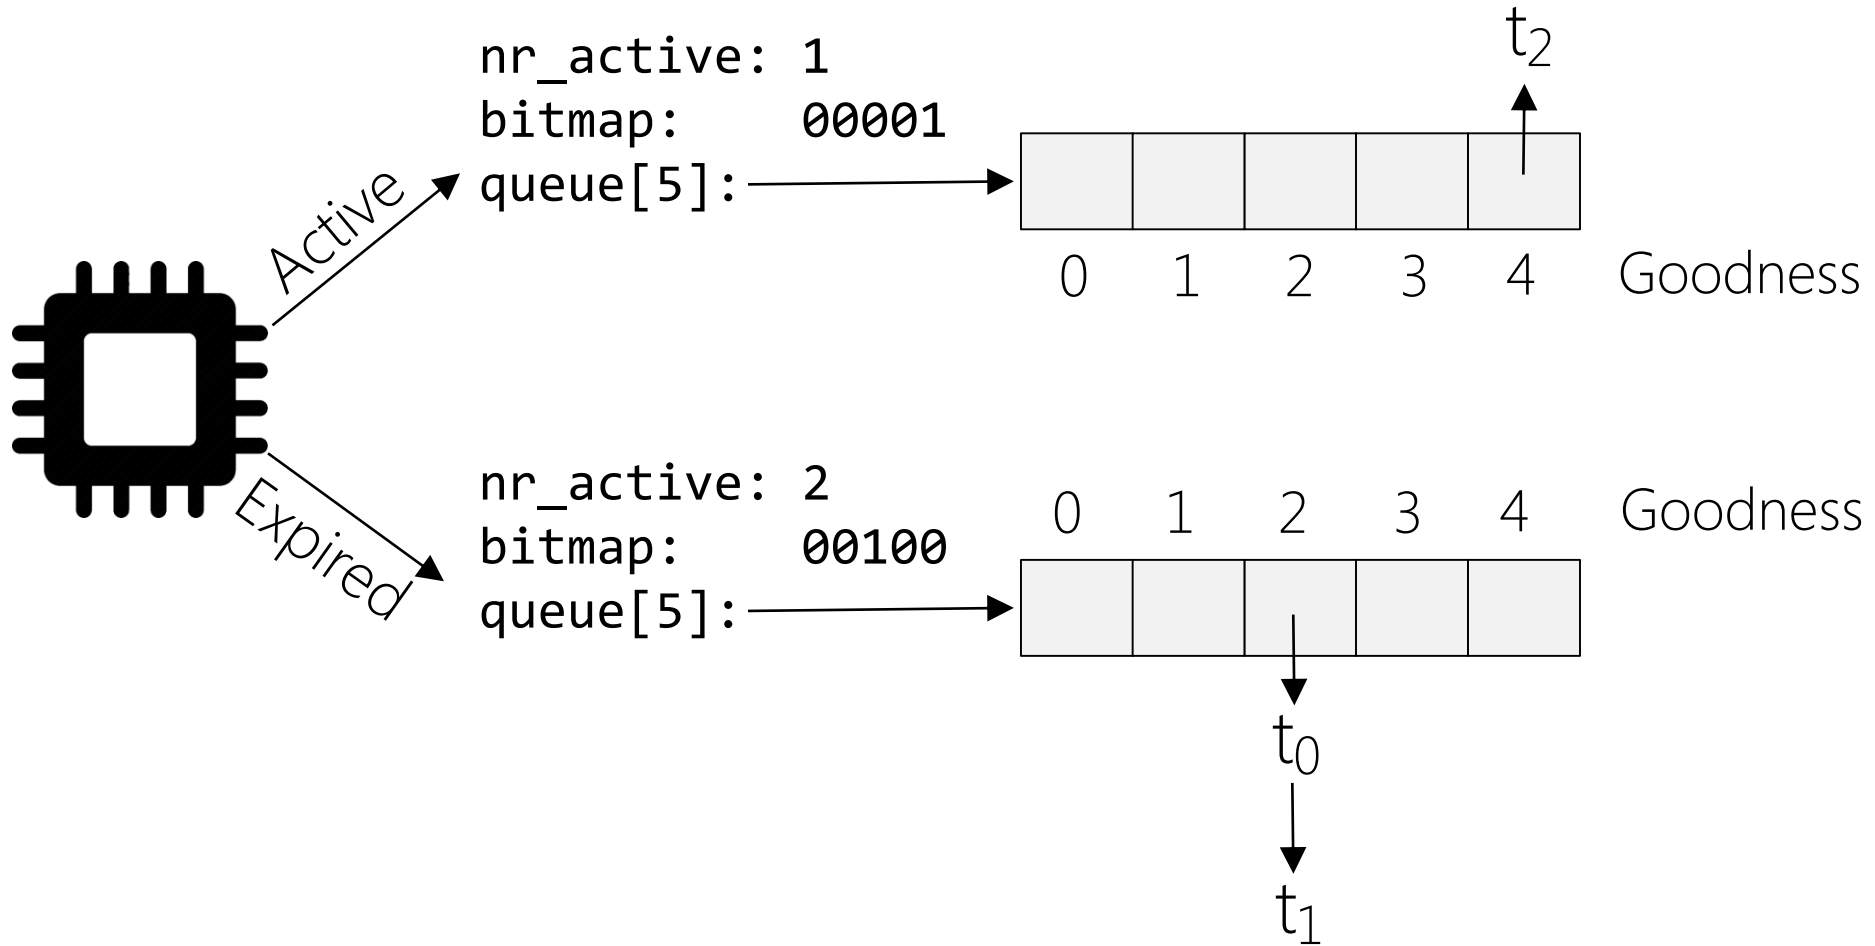 t2
nr_active: 1
bitmap: 00001
queue[5]:
Active
0 1 2 3 4 Goodness
Expired
nr_active: 2
bitmap: 00100
queue[5]:
0 1 2 3 4 Goodness
t0
t1